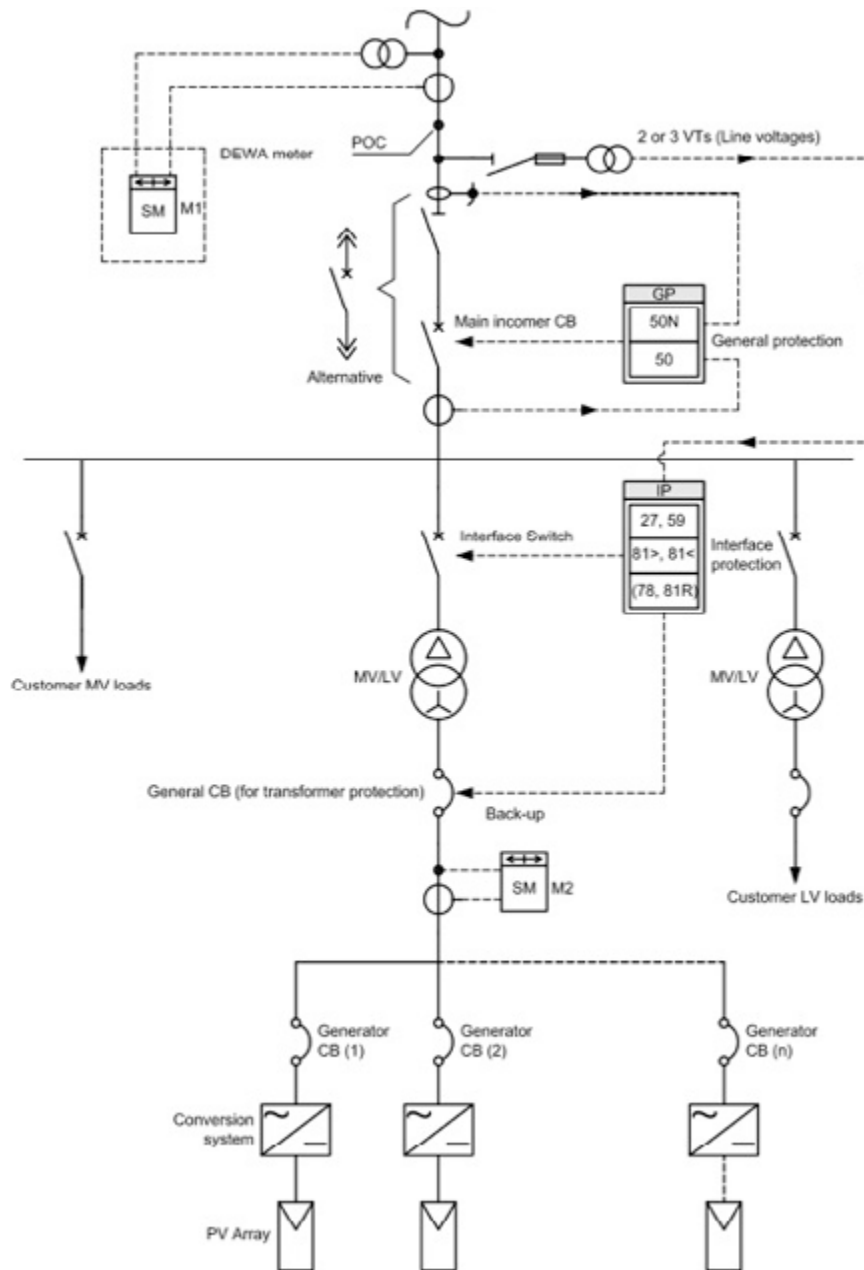 POC
2 or 3 VTs (Line voltages)
DEWA meter
SM
M1
GP
50N
50
General protection
Main incomer CB
Alternative
IP
27, 59
81>, 81<
(78, 81R)
Interface Switch
Interface
protection
Customer MV loads
MV/LV
MV/LV
General CB (for transformer protection)
Back-up
SM
M2
Customer LV loads
Generator
CB (1)
Generator
CB (2)
Generator
CB (n)
Conversion
system
PV Array